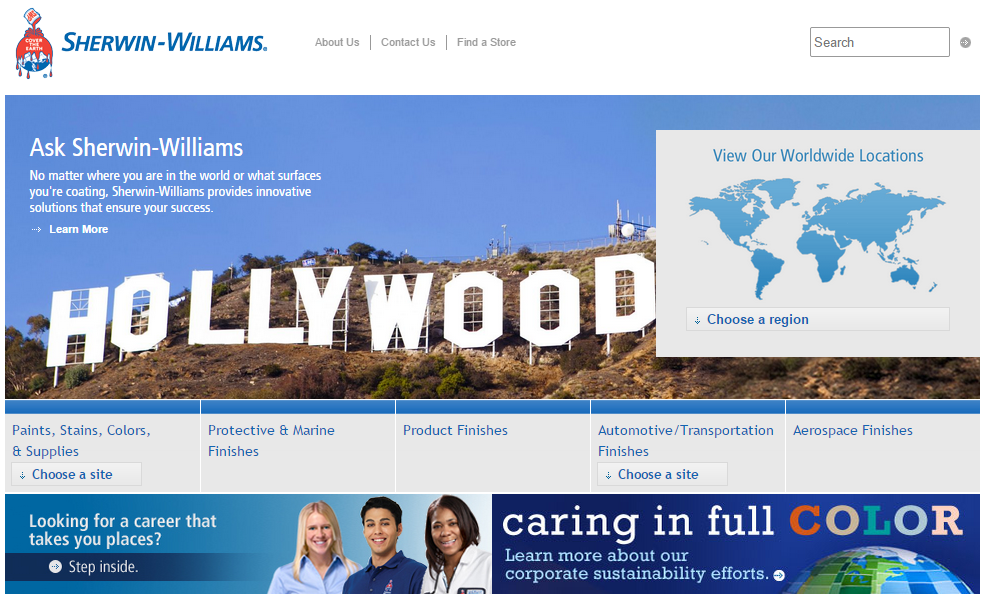 COVER
THE
EARTH
SHERWIN-WILLIAMS.
About Us
Contact Us
Find a Store
Search
Ask Sherwin-Williams
No matter where you are in the world or what surfaces
you're coating, Sherwin-Williams provides innovative
solutions that ensure your success.
Learn More
View Our Worldwide Locations
Choose a region
HOLLYWOOD
Paints, Stains, Colors,
& Supplies
Choose a site
Protective & Marine
Finishes
Product Finishes
Automotive/Transportation
Finishes
Choose a site
Aerospace Finishes
Looking for a career that
takes you places?
Step inside.
caring in full COLOR
Learn more about our
corporate sustainability efforts.